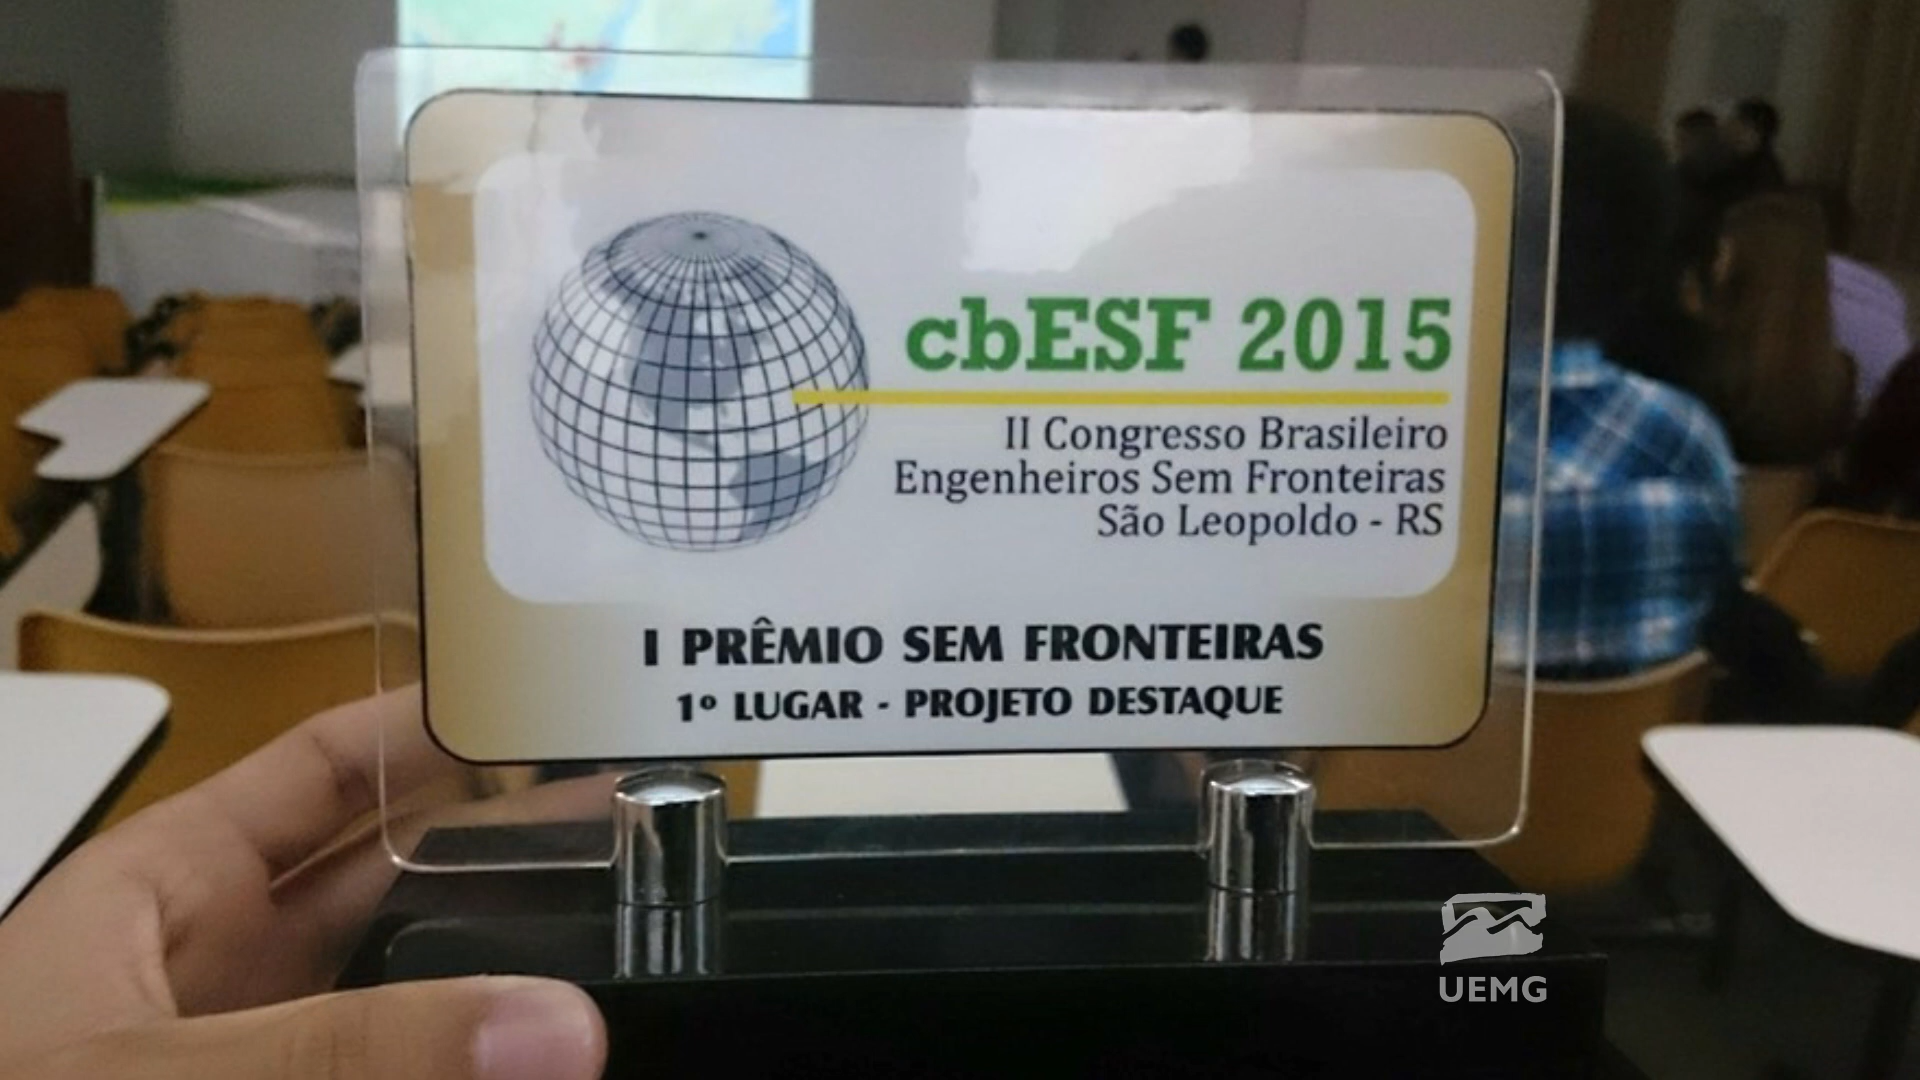 cbESF 2015
II Congresso Brasileiro
Engenheiros Sem Fronteiras
São Leopoldo - RS
I PRÊMIO SEM FRONTEIRAS
1º LUGAR - PROJETO DESTAQUE
UEMG